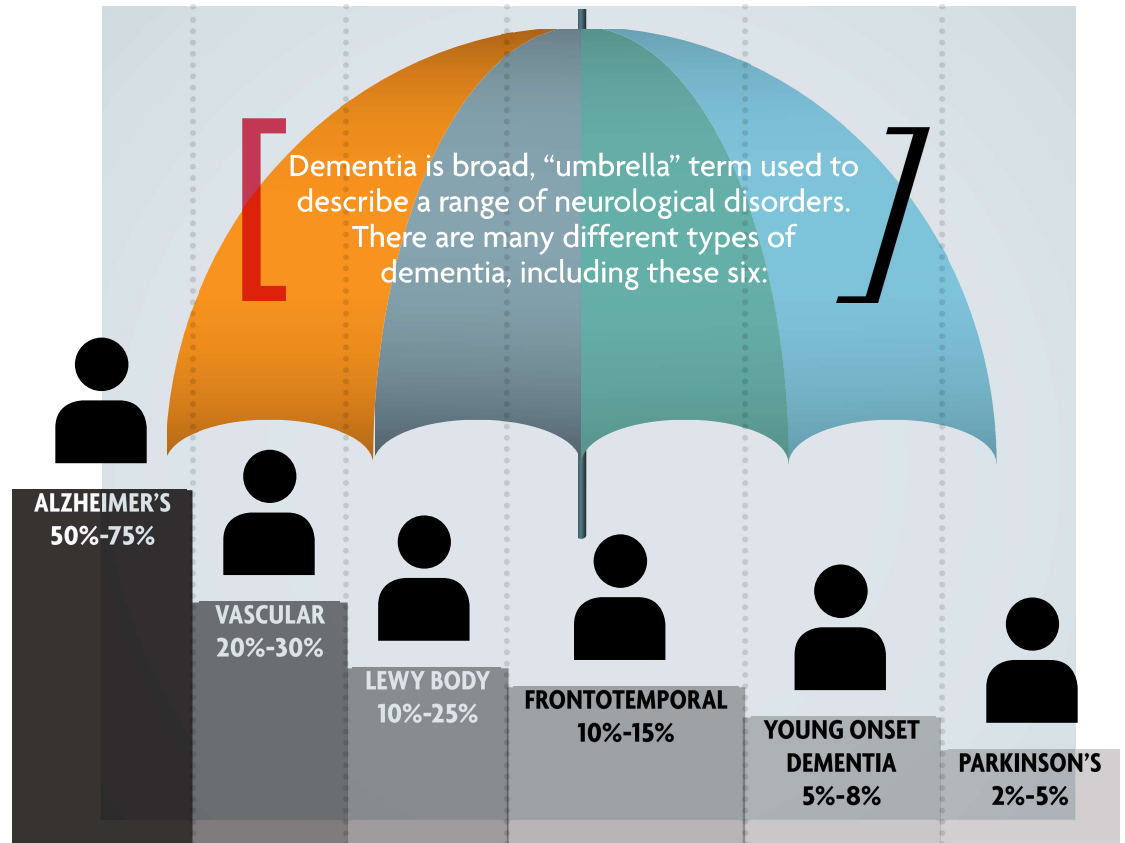 Dementia is broad, “umbrella” term used to
describe a range of neurological disorders.
There are many different types of
dementia, including these six:
ALZHEIMER’S
50%-75%
VASCULAR
20%-30%
LEWY BODY
10%-25%
FRONTOTEMPORAL
10%-15%
YOUNG ONSET
DEMENTIA
5%-8%
PARKINSON’S
2%-5%